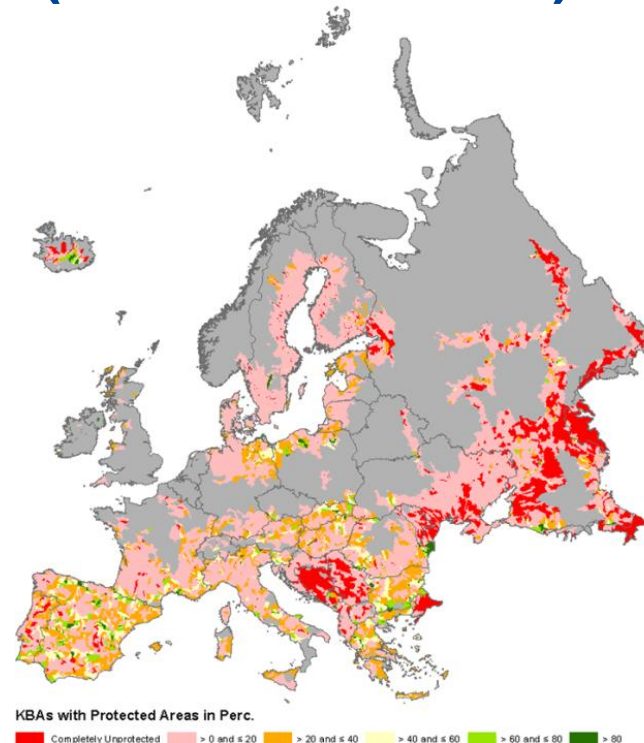 KBAs with Protected Areas in Perc.
Completely Unprotected > 0 and ≤ 20 > 20 and ≤ 40 > 40 and ≤ 60 > 60 and ≤ 80 > 80